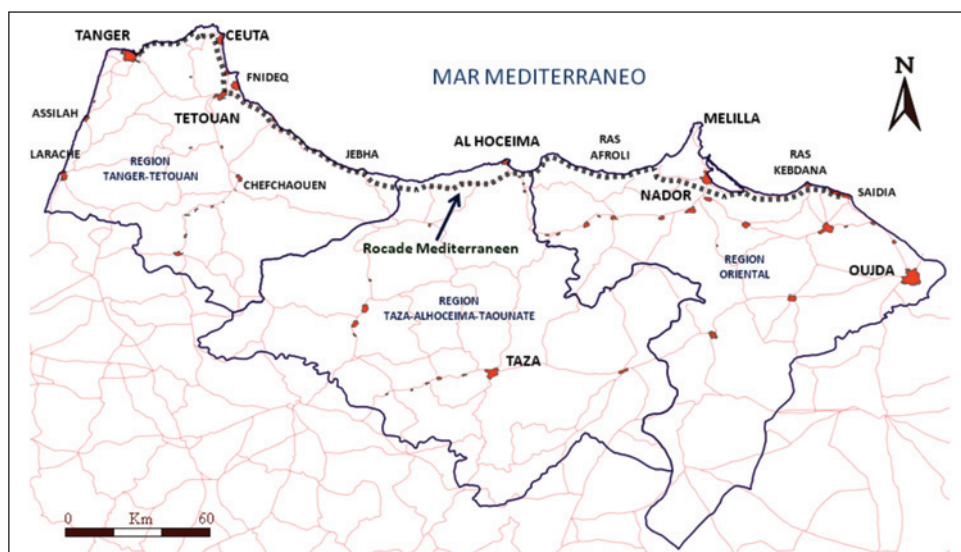 TANGER
CEUTA
MAR MEDITERRANEO
N
FNIDEQ
ASSILAH
TETOUAN
MELILLA
AL HOCEIMA
RAS
AFROLI
LARACHE
REGION
TANGER-TETOUAN
JEBHA
RAS
KEBDANA
CHEFCHAOUEN
NADOR
SAIDIA
Rocade Mediterraneen
REGION
ORIENTAL
OUJDA
REGION
TAZA-ALHOCEIMA-TAOUNATE
TAZA
0 Km 60